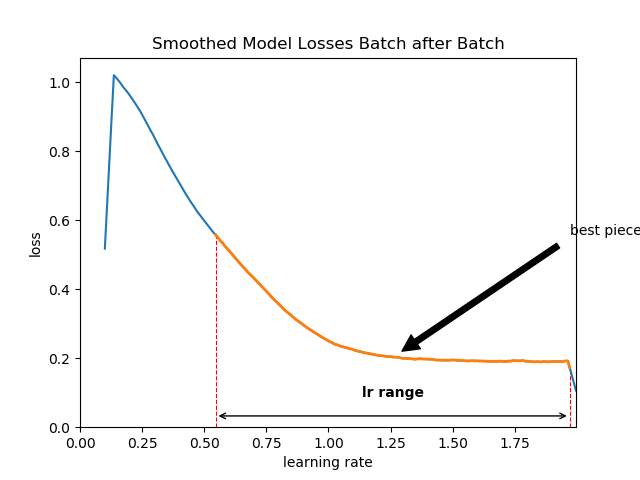 Smoothed Model Losses Batch after Batch
1.0
0.8
0.6
0.4
0.2
0.0
loss
best piece
lr range
0.00 0.25 0.50 0.75 1.00 1.25 1.50 1.75
learning rate